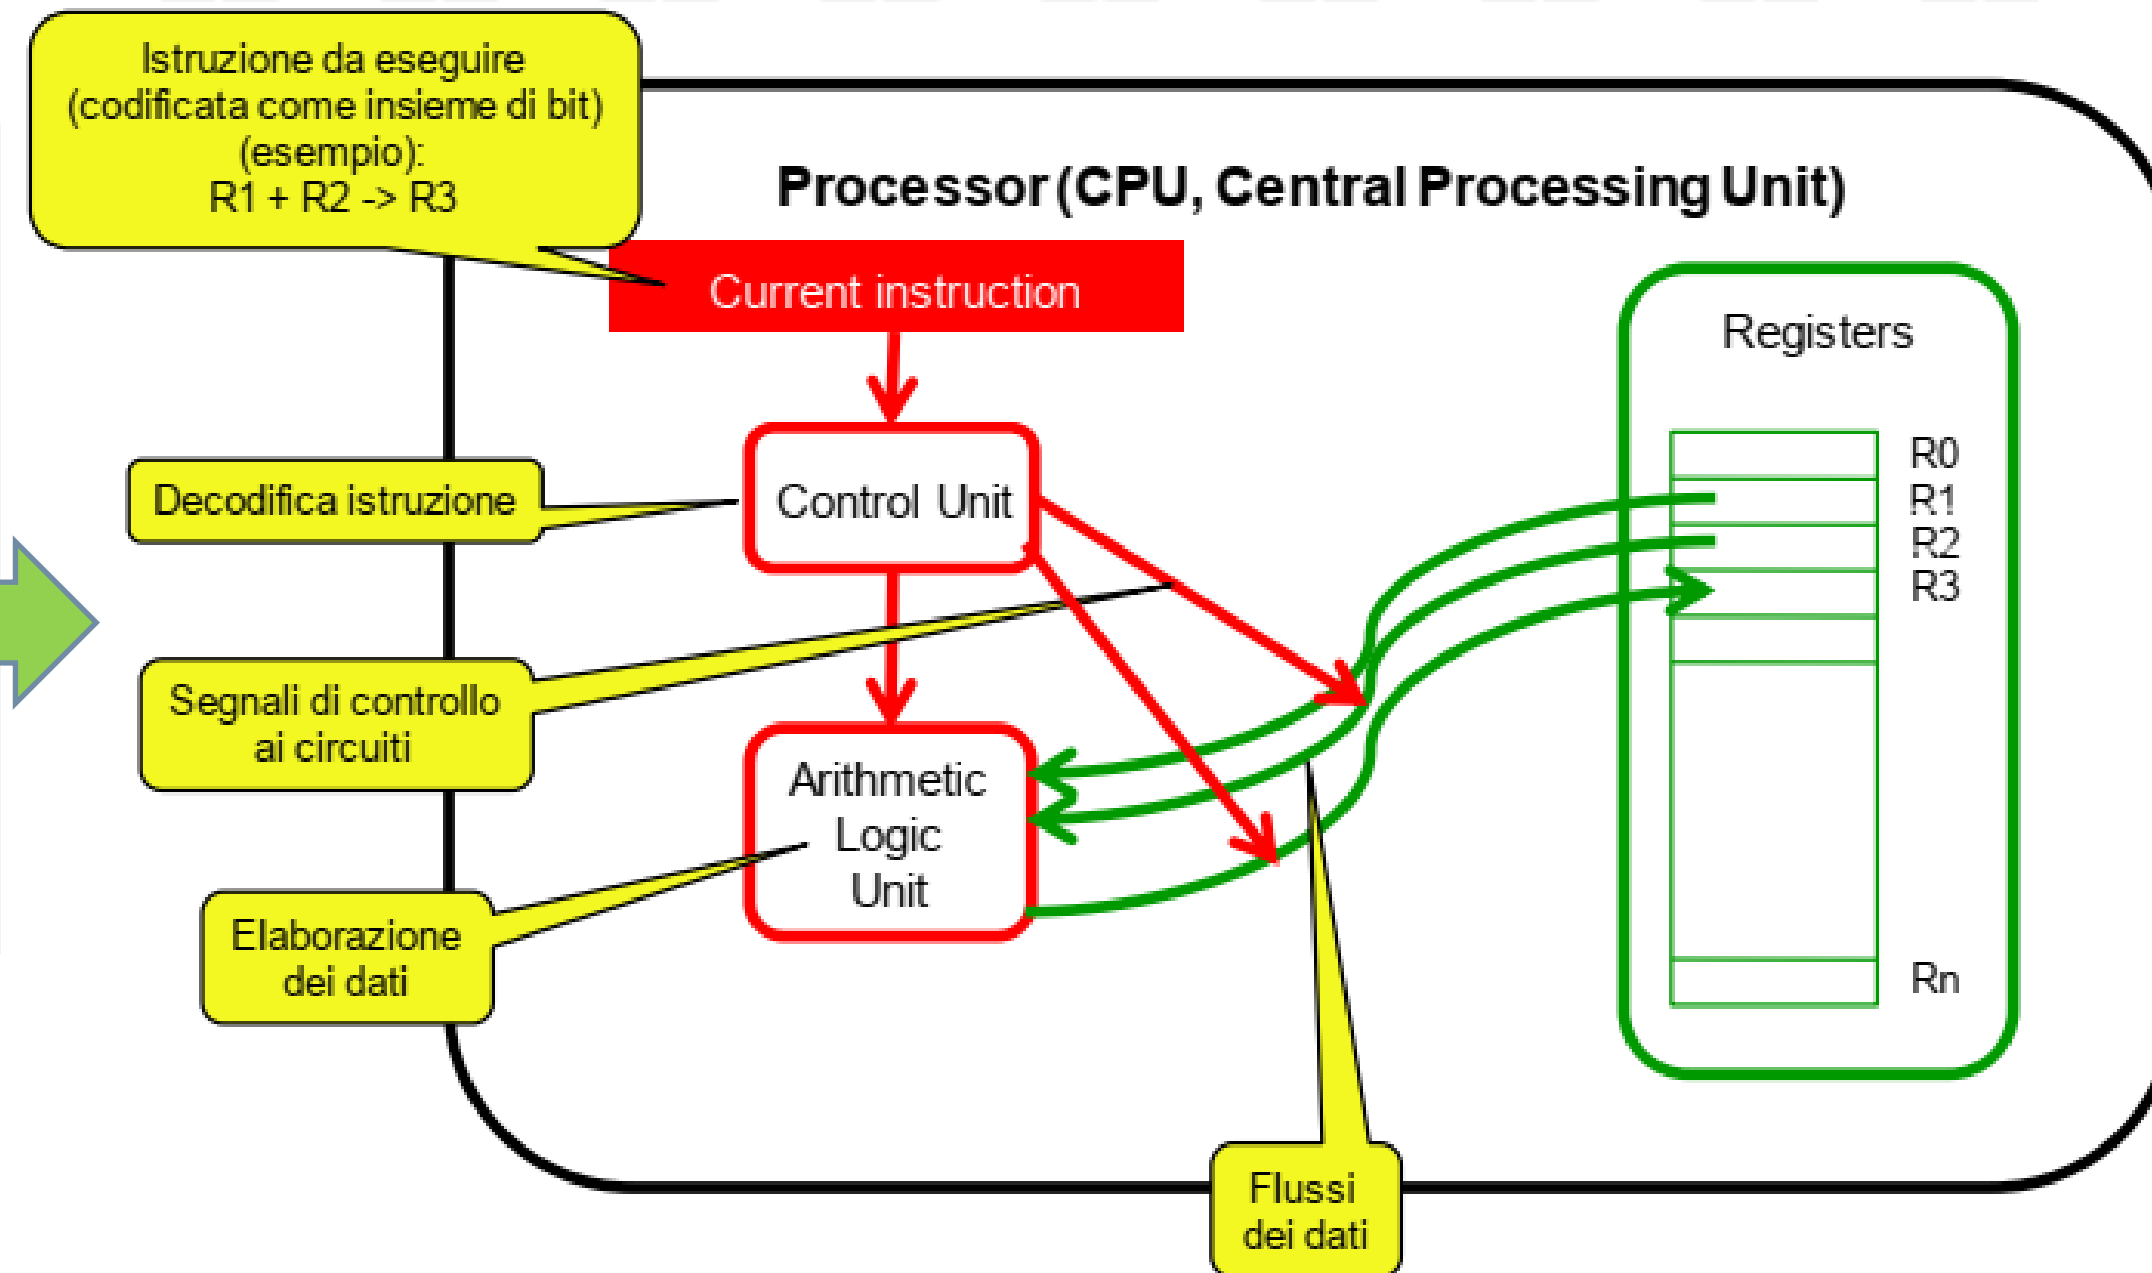 Istruzione da eseguire
(codificata come insieme di bit)
(esempio):
R1 + R2 -> R3
Processor (CPU, Central Processing Unit)
Current instruction
Registers
R0
R1
R2
R3
Rn
Decodifica istruzione
Control Unit
Segnali di controllo
ai circuiti
Arithmetic
Logic
Unit
Elaborazione
dei dati
Flussi
dei dati